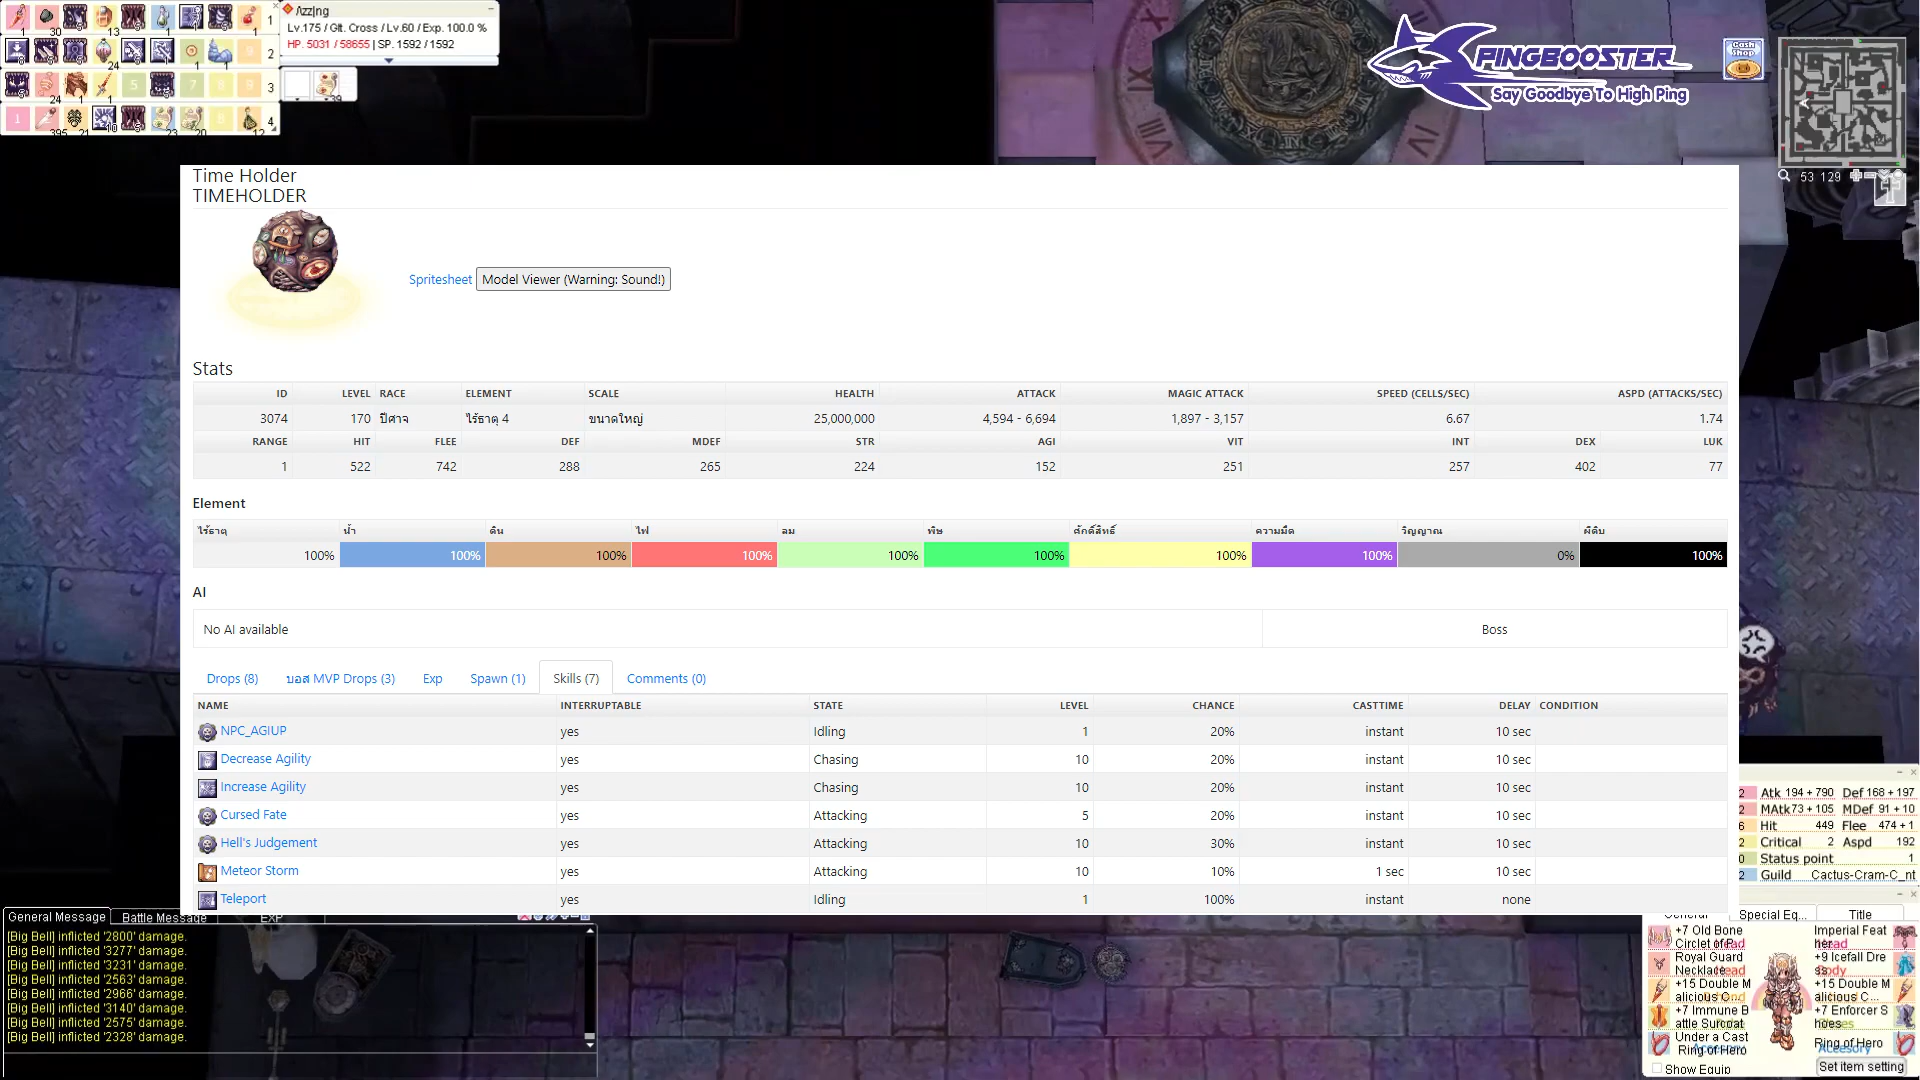 Λzz|ng
Lv.175 / Glt. Cross / Lv.60 / Exp. 100.0 %
HP. 5031 / 58655 | SP. 1592 / 1592
PINGBOOSTER
Say Goodbye To High Ping
Cash Shop
53 129
Time Holder
TIMEHOLDER
Spritesheet Model Viewer (Warning: Sound!)
Stats
ID LEVEL RACE ELEMENT SCALE HEALTH ATTACK MAGIC ATTACK SPEED (CELLS/SEC) ASPD (ATTACKS/SEC)
3074 170 ปีศาจ ไร้ธาตุ 4 ขนาดใหญ่ 25,000,000 4,594 - 6,694 1,897 - 3,157 6.67 1.74
RANGE HIT FLEE DEF MDEF STR AGI VIT INT DEX LUK
1 522 742 288 265 224 152 251 257 402 77
Element
ไร้ธาตุ น้ำ ดิน ไฟ ลม พิษ ศักดิ์สิทธิ์ ความมืด วิญญาณ ผีดิบ
100% 100% 100% 100% 100% 100% 100% 100% 0% 100%
AI
No AI available Boss
Drops (8) บอส MVP Drops (3) Exp Spawn (1) Skills (7) Comments (0)
NAME INTERRUPTABLE STATE LEVEL CHANCE CASTTIME DELAY CONDITION
NPC_AGIUP yes Idling 1 20% instant 10 sec
Decrease Agility yes Chasing 10 20% instant 10 sec
Increase Agility yes Chasing 10 20% instant 10 sec
Cursed Fate yes Attacking 5 20% instant 10 sec
Hell's Judgement yes Attacking 10 30% instant 10 sec
Meteor Storm yes Attacking 10 10% 1 sec 10 sec
Teleport yes Idling 1 100% instant none
Atk 194 + 790 Def 168 + 197
MAtk 73 + 105 MDef 91 + 10
Hit 449 Flee 474 + 1
Critical 2 Aspd 192
Status point 1
Guild Cactus-Cram-C_nt
General Message Battle Message EXP
[Big Bell] inflicted '2800' damage.
[Big Bell] inflicted '3277' damage.
[Big Bell] inflicted '3231' damage.
[Big Bell] inflicted '2563' damage.
[Big Bell] inflicted '2966' damage.
[Big Bell] inflicted '3140' damage.
[Big Bell] inflicted '2575' damage.
[Big Bell] inflicted '2328' damage.
General Special Eq... Title
+7 Old Bone Circlet of P.
Imperial Feather
Royal Guard Necklace
+9 Icefall Dress
+15 Double Malicious C...
+15 Double Malicious C...
+7 Immune Battle Surcoat
+7 Enforcer Shoes
Under a Cast
Ring of Hero
Ring of Hero
Show Equip
Set item setting